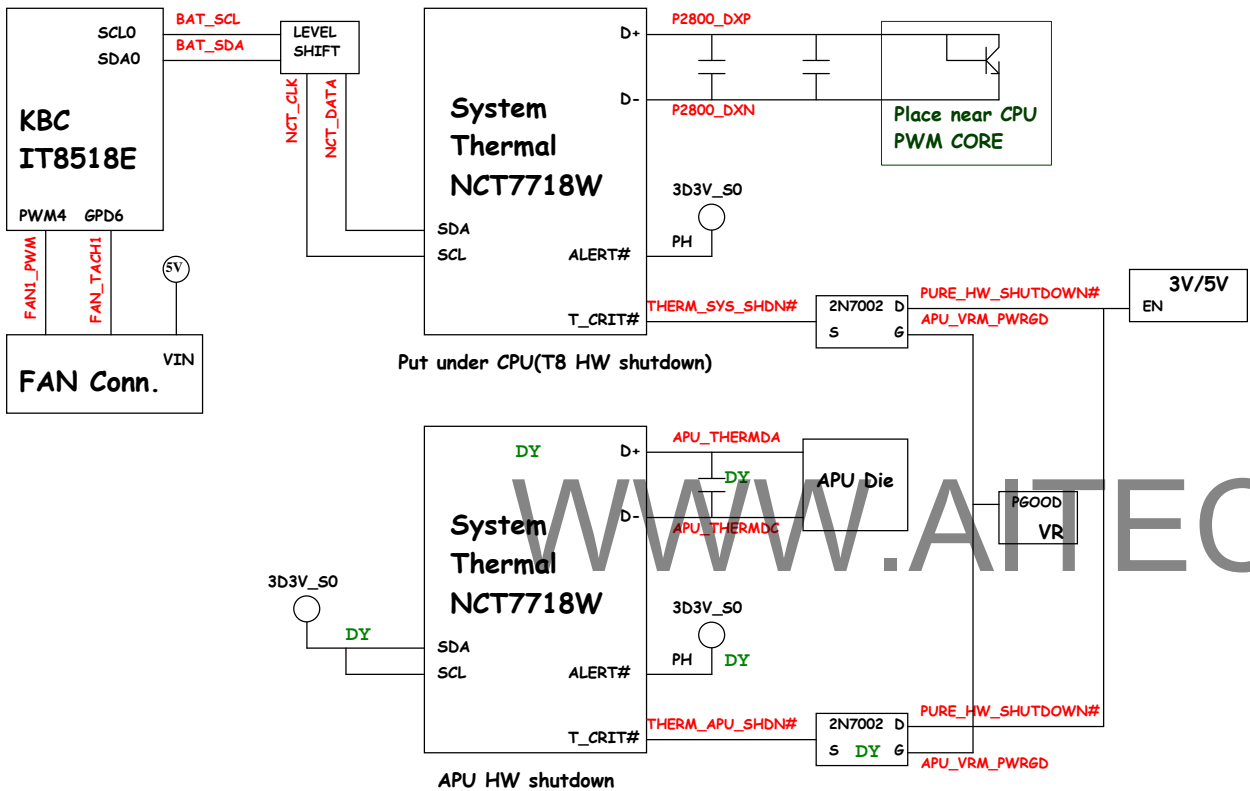 BAT_SCL
BAT_SDA
SCL0
SDA0
KBC
IT8518E
PWM4 GPD6
FAN1_PWM
FAN_TACH1
5V
VIN
FAN Conn.
LEVEL
SHIFT
NCT_CLK
NCT_DATA
System
Thermal
NCT7718W
D+
D-
SDA
SCL
ALERT#
T_CRIT#
P2800_DXP
P2800_DXN
Place near CPU
PWM CORE
3D3V_S0
PH
THERM_SYS_SHDN#
2N7002 D
S G
PURE_HW_SHUTDOWN#
APU_VRM_PWRGD
3V/5V
EN
Put under CPU(T8 HW shutdown)
DY
System
Thermal
NCT7718W
D+
D-
SDA
SCL
ALERT#
T_CRIT#
APU_THERMDA
DY
APU_THERMDC
APU Die
PGOOD
VR
WWW.AITEC
3D3V_S0
DY
3D3V_S0
PH DY
THERM_APU_SHDN#
2N7002 D
S DY G
PURE_HW_SHUTDOWN#
APU_VRM_PWRGD
APU HW shutdown